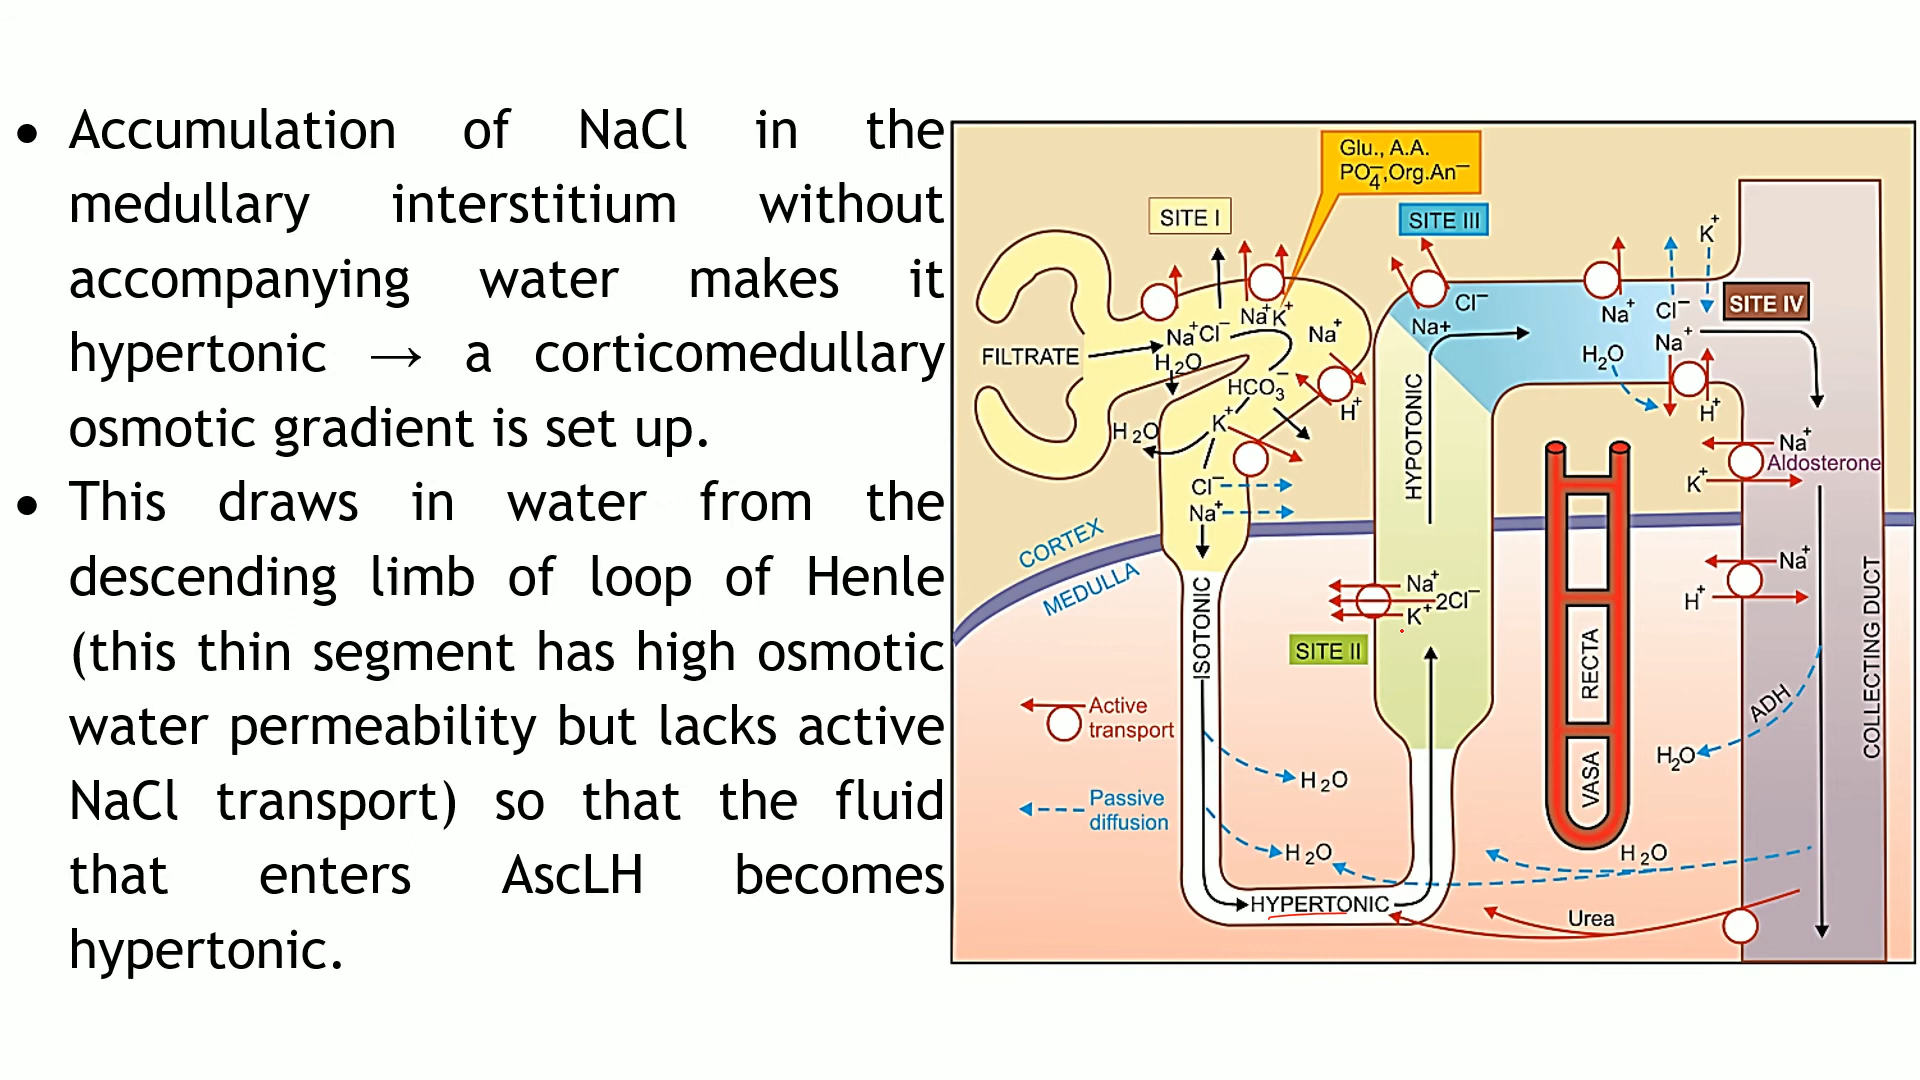 • Accumulation of NaCl in the
medullary interstitium without
accompanying water makes it
hypertonic → a corticomedullary
osmotic gradient is set up.
• This draws in water from the
descending limb of loop of Henle
(this thin segment has high osmotic
water permeability but lacks active
NaCl transport) so that the fluid
that enters AscLH becomes
hypertonic.
Glu., A.A.
PO₄⁻,Org.An⁻
SITE I
SITE III
K⁺
Cl⁻
Na⁺
Cl⁻
SITE IV
Na⁺K⁺
Na⁺Cl⁻
Na⁺
Na+
Na⁺
FILTRATE
H₂O
H₂O
HCO₃⁻
H⁺
H⁺
K⁺
H₂O
HYPOTONIC
Na⁺
Aldosterone
K⁺
Cl⁻
Na⁺
CORTEX
MEDULLA
Na⁺
H⁺
Na⁺
K⁺2Cl⁻
ISOTONIC
SITE II
RECTA
COLLECTING DUCT
Active
transport
ADH
H₂O
H₂O
VASA
Passive
diffusion
H₂O
H₂O
HYPERTONIC
Urea